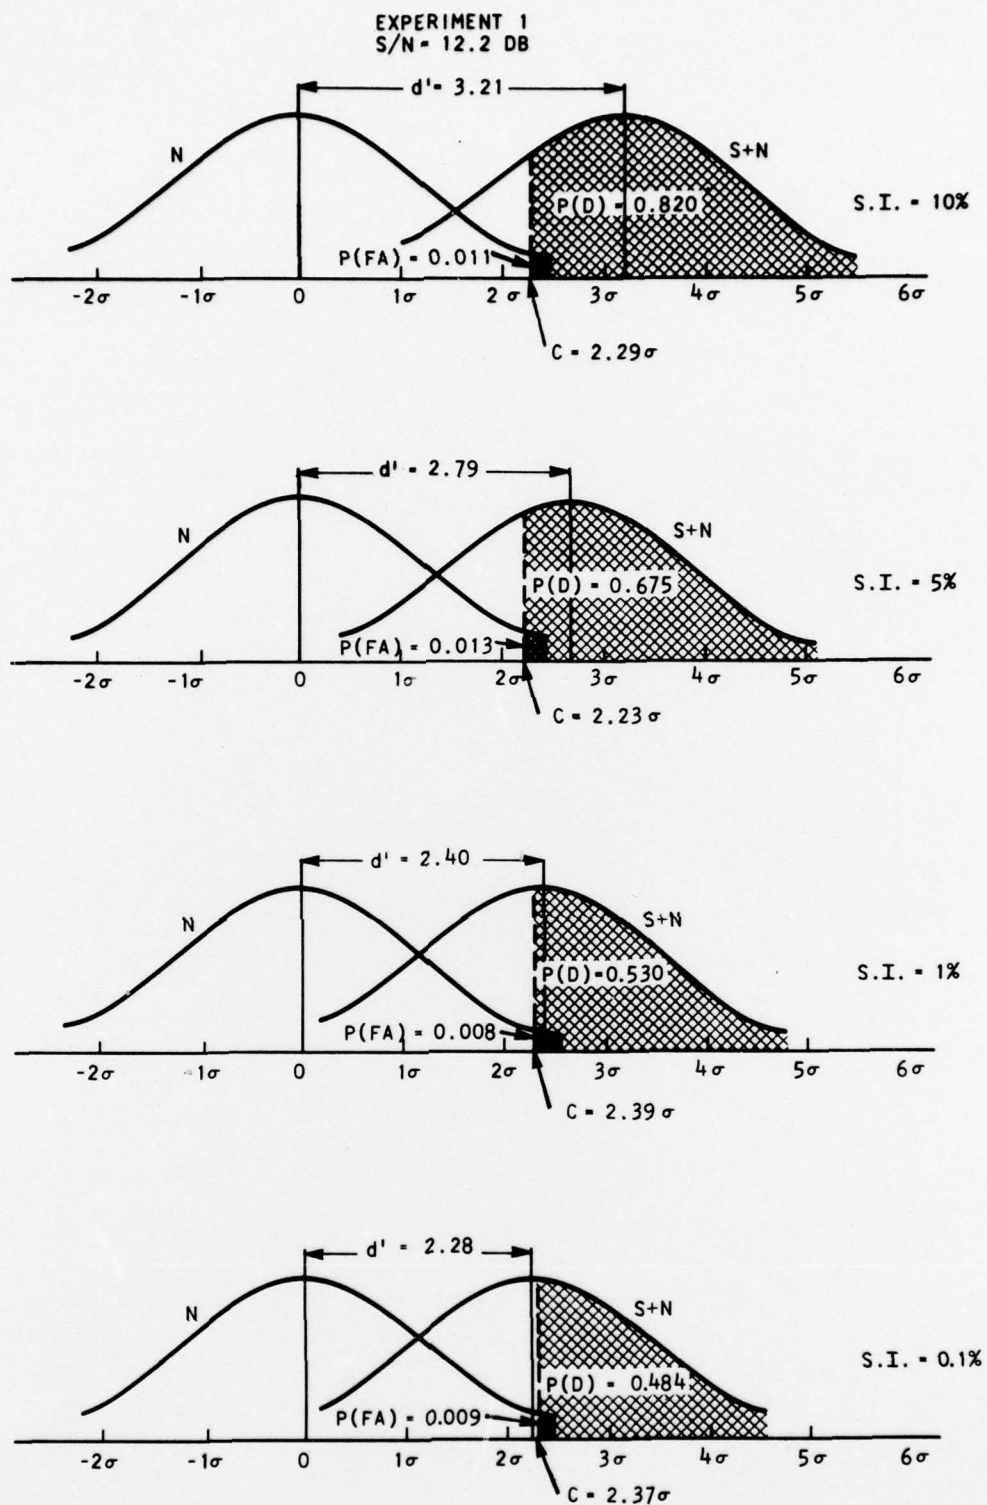 EXPERIMENT 1
S/N = 12.2 DB
d' = 3.21
N
S+N
P(D) = 0.820
S.I. = 10%
P(FA) = 0.011
-2σ -1σ 0 1σ 2σ 3σ 4σ 5σ 6σ
C = 2.29σ
d' = 2.79
N
S+N
P(D) = 0.675
S.I. = 5%
P(FA) = 0.013
-2σ -1σ 0 1σ 2σ 3σ 4σ 5σ 6σ
C = 2.23σ
d' = 2.40
N
S+N
P(D)=0.530
S.I. = 1%
P(FA) = 0.008
-2σ -1σ 0 1σ 2σ 3σ 4σ 5σ 6σ
C = 2.39σ
d' = 2.28
N
S+N
S.I. = 0.1%
P(D) = 0.484
P(FA) = 0.009
-2σ -1σ 0 1σ 2σ 3σ 4σ 5σ 6σ
C = 2.37σ